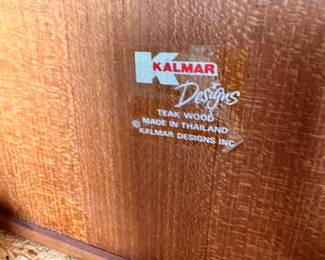 K
KALMAR
Designs
TEAK WOOD
© MADE IN THAILAND
KALMAR DESIGNS INC